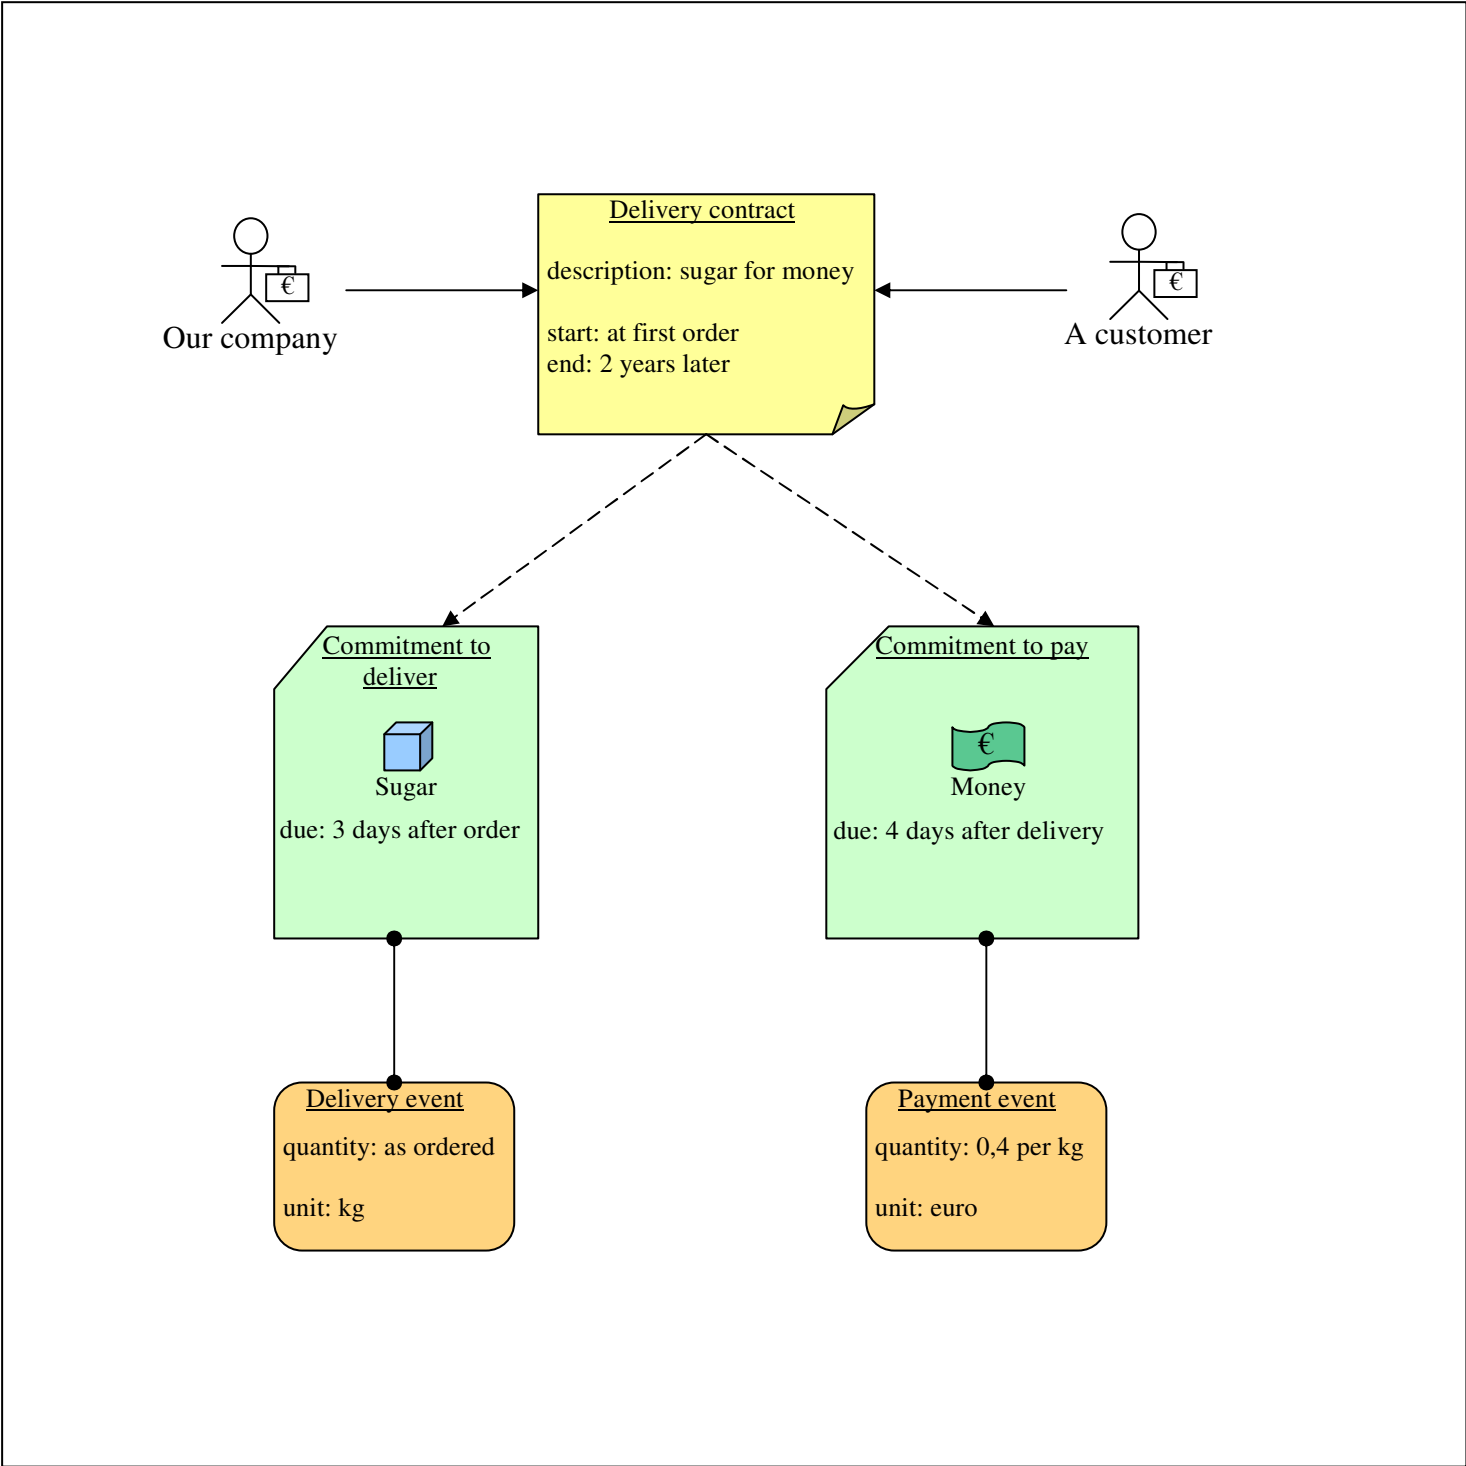 Delivery contract
description: sugar for money
start: at first order
end: 2 years later
€
Our company
€
A customer
Commitment to
deliver
Sugar
due: 3 days after order
Commitment to pay
€
Money
due: 4 days after delivery
Delivery event
quantity: as ordered
unit: kg
Payment event
quantity: 0,4 per kg
unit: euro